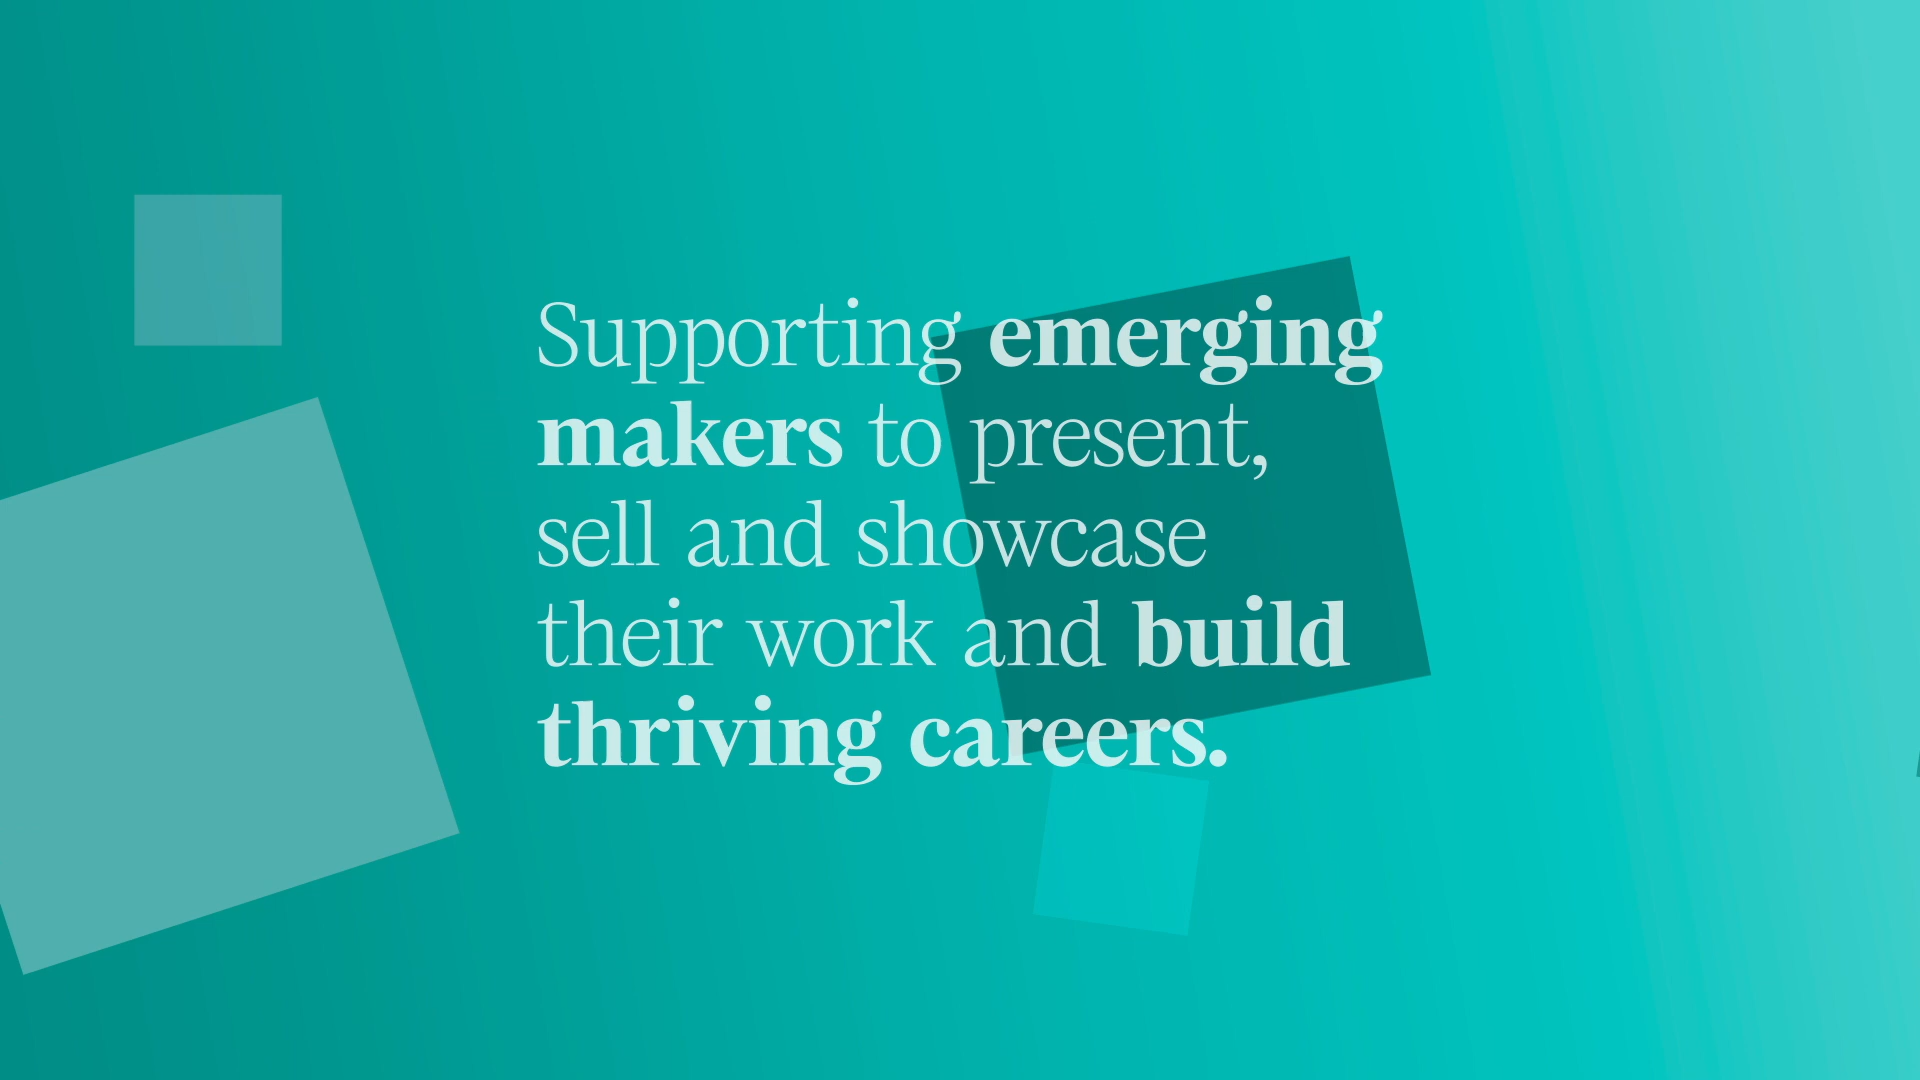 Supporting emerging
makers to present,
sell and showcase
their work and build
thriving careers.